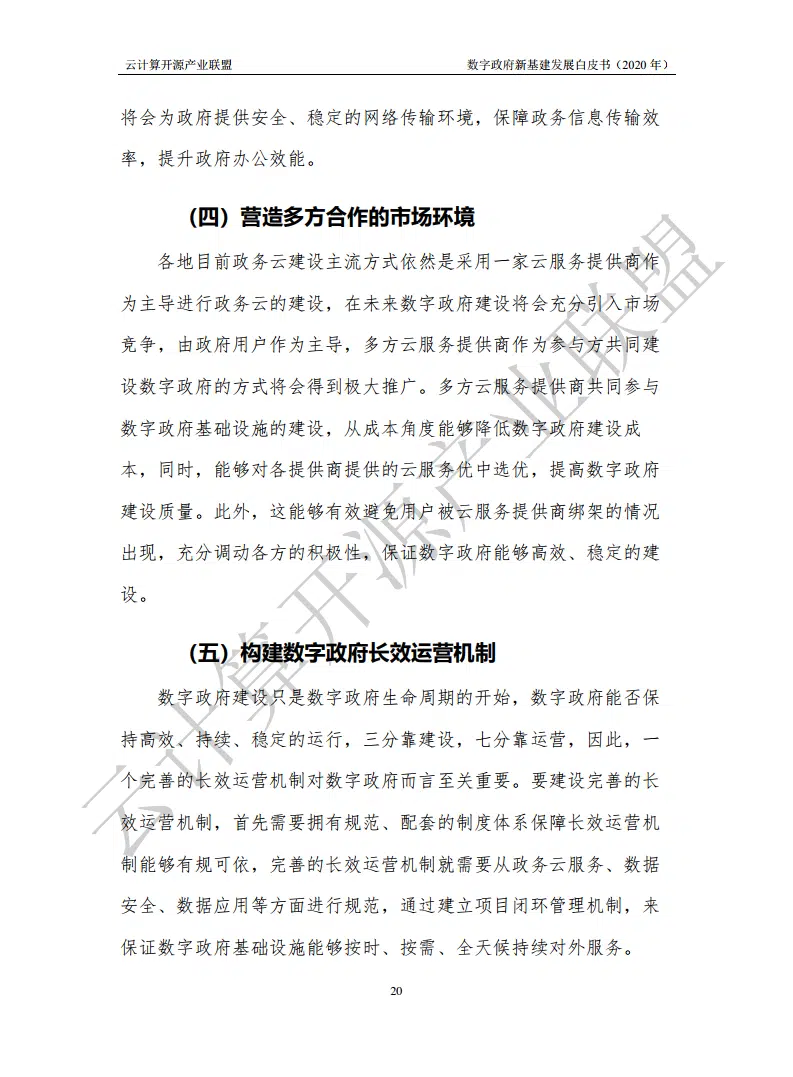 云计算开源产业联盟 数字政府新基建发展白皮书（2020 年）
将会为政府提供安全、稳定的网络传输环境，保障政务信息传输效
率，提升政府办公效能。
（四）营造多方合作的市场环境
各地目前政务云建设主流方式依然是采用一家云服务提供商作
为主导进行政务云的建设，在未来数字政府建设将会充分引入市场
竞争，由政府用户作为主导，多方云服务提供商作为参与方共同建
设数字政府的方式将会得到极大推广。多方云服务提供商共同参与
数字政府基础设施的建设，从成本角度能够降低数字政府建设成
本，同时，能够对各提供商提供的云服务优中选优，提高数字政府
建设质量。此外，这能够有效避免用户被云服务提供商绑架的情况
出现，充分调动各方的积极性，保证数字政府能够高效、稳定的建
设。
（五）构建数字政府长效运营机制
数字政府建设只是数字政府生命周期的开始，数字政府能否保
持高效、持续、稳定的运行，三分靠建设，七分靠运营，因此，一
个完善的长效运营机制对数字政府而言至关重要。要建设完善的长
效运营机制，首先需要拥有规范、配套的制度体系保障长效运营机
制能够有规可依，完善的长效运营机制就需要从政务云服务、数据
安全、数据应用等方面进行规范，通过建立项目闭环管理机制，来
保证数字政府基础设施能够按时、按需、全天候持续对外服务。
20
云计算开源产业联盟